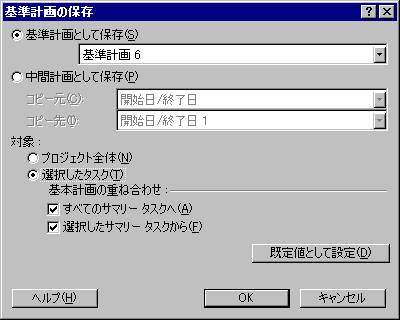 基準計画の保存
基準計画として保存(S)
基準計画 6
中間計画として保存(P)
コピー元(C): 開始日/終了日
コピー先(I): 開始日/終了日 1
対象:
プロジェクト全体(N)
選択したタスク(T)
基本計画の重ね合わせ:
すべてのサマリー タスクへ(A)
選択したサマリー タスクから(F)
既定値として設定(D)
ヘルプ(H) OK キャンセル